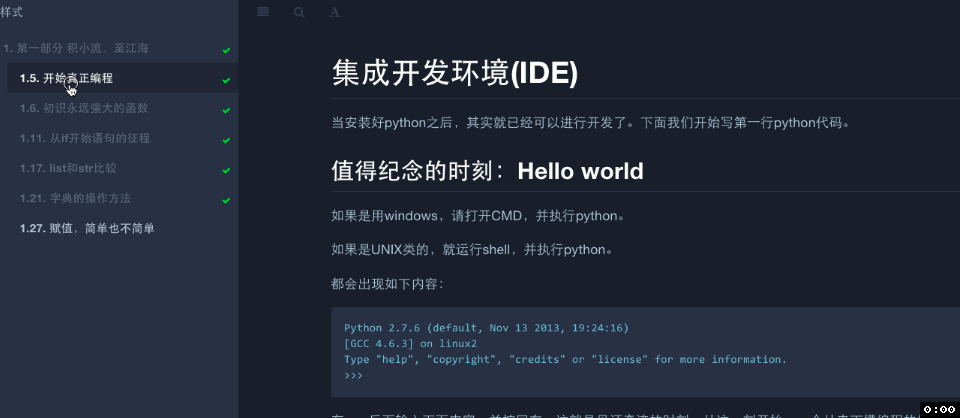 样式
A
1. 第一部分 积小流，至江海
1.5. 开始真正编程
1.6. 初识永远强大的函数
1.11. 从if开始语句的征程
1.17. list和str比较
1.21. 字典的操作方法
1.27. 赋值，简单也不简单
集成开发环境(IDE)
当安装好python之后，其实就已经可以进行开发了。下面我们开始写第一行python代码。
值得纪念的时刻：Hello world
如果是用windows，请打开CMD，并执行python。
如果是UNIX类的，就运行shell，并执行python。
都会出现如下内容：
Python 2.7.6 (default, Nov 13 2013, 19:24:16)
[GCC 4.6.3] on linux2
Type "help", "copyright", "credits" or "license" for more information.
>>>
0:00